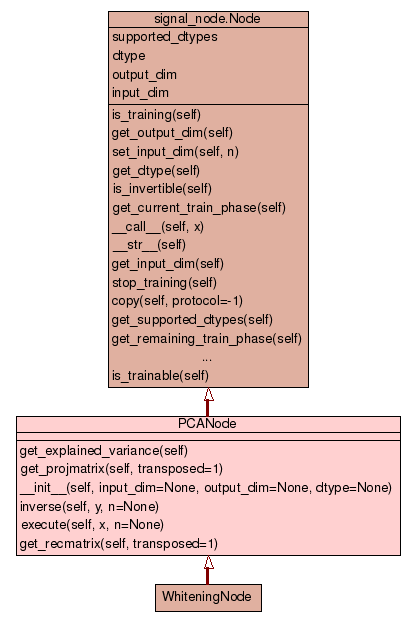 signal_node.Node
supported_dtypes
dtype
output_dim
input_dim
is_training(self)
get_output_dim(self)
set_input_dim(self, n)
get_dtype(self)
is_invertible(self)
get_current_train_phase(self)
__call__(self, x)
__str__(self)
get_input_dim(self)
stop_training(self)
copy(self, protocol=-1)
get_supported_dtypes(self)
get_remaining_train_phase(self)
...
is_trainable(self)
PCANode
get_explained_variance(self)
get_projmatrix(self, transposed=1)
__init__(self, input_dim=None, output_dim=None, dtype=None)
inverse(self, y, n=None)
execute(self, x, n=None)
get_recmatrix(self, transposed=1)
WhiteningNode